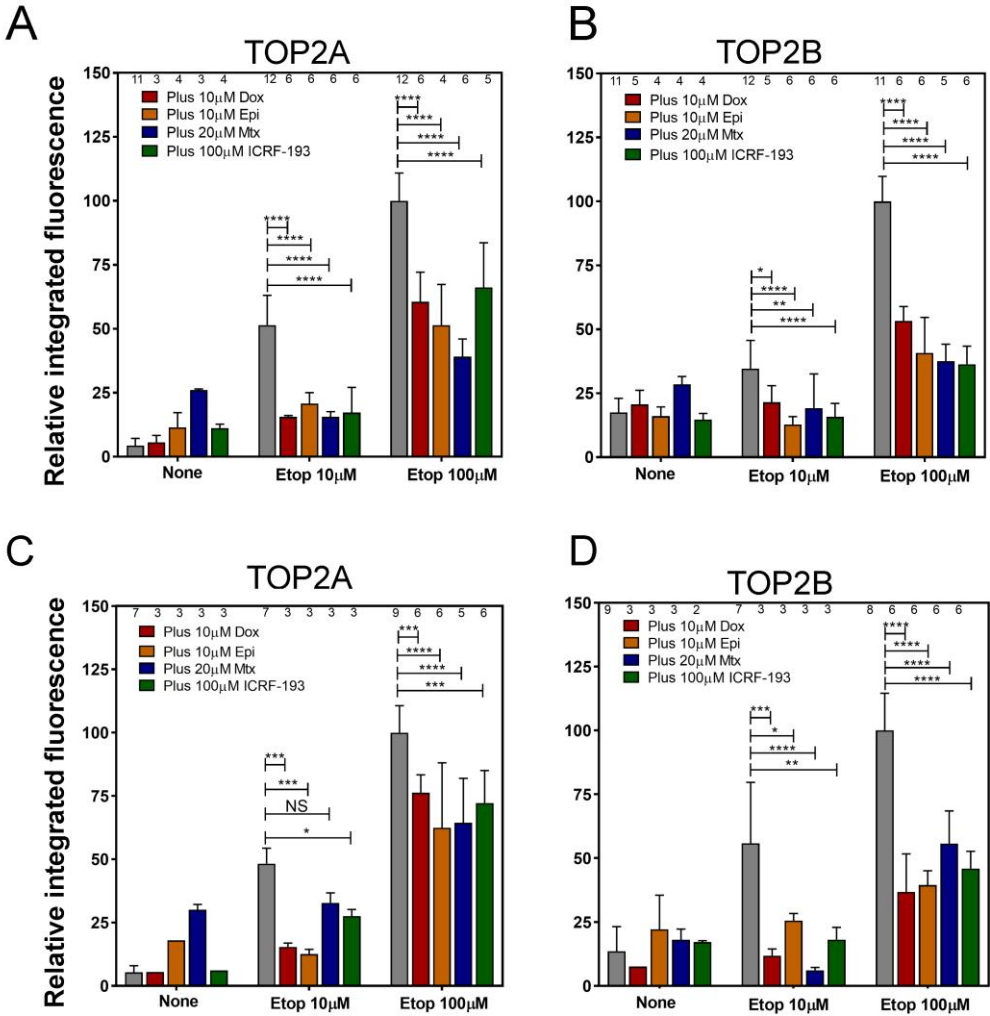 A
TOP2A
Relative integrated fluorescence
150
125
100
75
50
25
0
11 3 4 3 4 12 6 6 6 6 12 6 4 6 5
Plus 10μM Dox
Plus 10μM Epi
Plus 20μM Mtx
Plus 100μM ICRF-193
****
****
****
****
****
****
****
****
None Etop 10μM Etop 100μM
B
TOP2B
150
125
100
75
50
25
0
11 5 4 4 4 12 5 6 6 6 11 6 6 6 6
Plus 10μM Dox
Plus 10μM Epi
Plus 20μM Mtx
Plus 100μM ICRF-193
*
****
**
****
****
****
****
****
None Etop 10μM Etop 100μM
C
TOP2A
Relative integrated fluorescence
150
125
100
75
50
25
0
7 3 3 3 3 7 3 3 3 3 9 6 6 5 6
Plus 10μM Dox
Plus 10μM Epi
Plus 20μM Mtx
Plus 100μM ICRF-193
***
***
NS
*
***
****
****
***
None Etop 10μM Etop 100μM
D
TOP2B
150
125
100
75
50
25
0
9 3 3 3 2 7 3 3 3 3 8 6 6 6 6
Plus 10μM Dox
Plus 10μM Epi
Plus 20μM Mtx
Plus 100μM ICRF-193
***
*
****
**
****
****
****
****
None Etop 10μM Etop 100μM